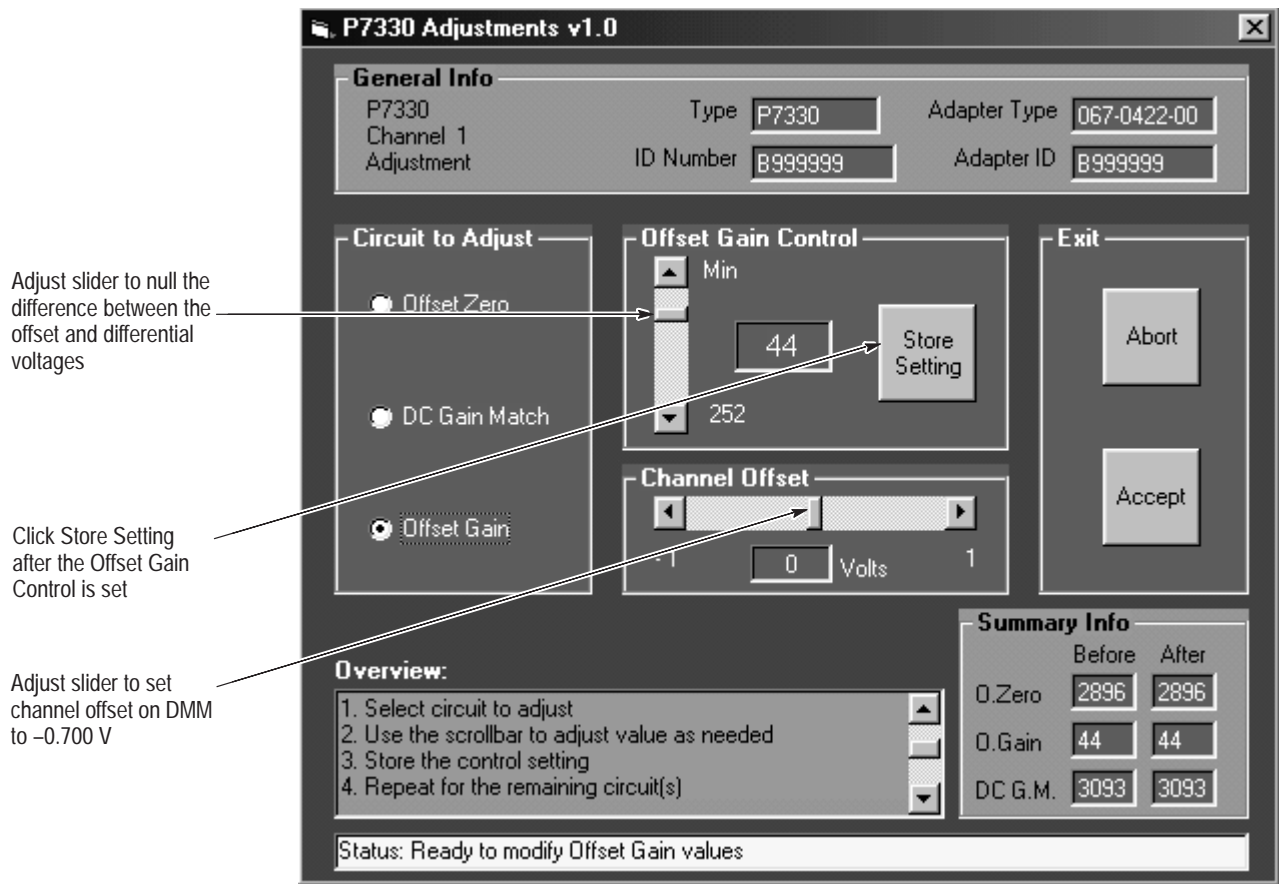 P7330 Adjustments v1.0
General Info
P7330
Channel 1
Adjustment
Type P7330
ID Number B999999
Adapter Type 067-0422-00
Adapter ID B999999
Circuit to Adjust
Offset Zero
DC Gain Match
Offset Gain
Offset Gain Control
Min
44
252
Store
Setting
Channel Offset
-1
0 Volts
1
Exit
Abort
Accept
Adjust slider to null the
difference between the
offset and differential
voltages
Click Store Setting
after the Offset Gain
Control is set
Adjust slider to set
channel offset on DMM
to –0.700 V
Overview:
1. Select circuit to adjust
2. Use the scrollbar to adjust value as needed
3. Store the control setting
4. Repeat for the remaining circuit(s)
Summary Info
Before After
O.Zero 2896 2896
O.Gain 44 44
DC G.M. 3093 3093
Status: Ready to modify Offset Gain values